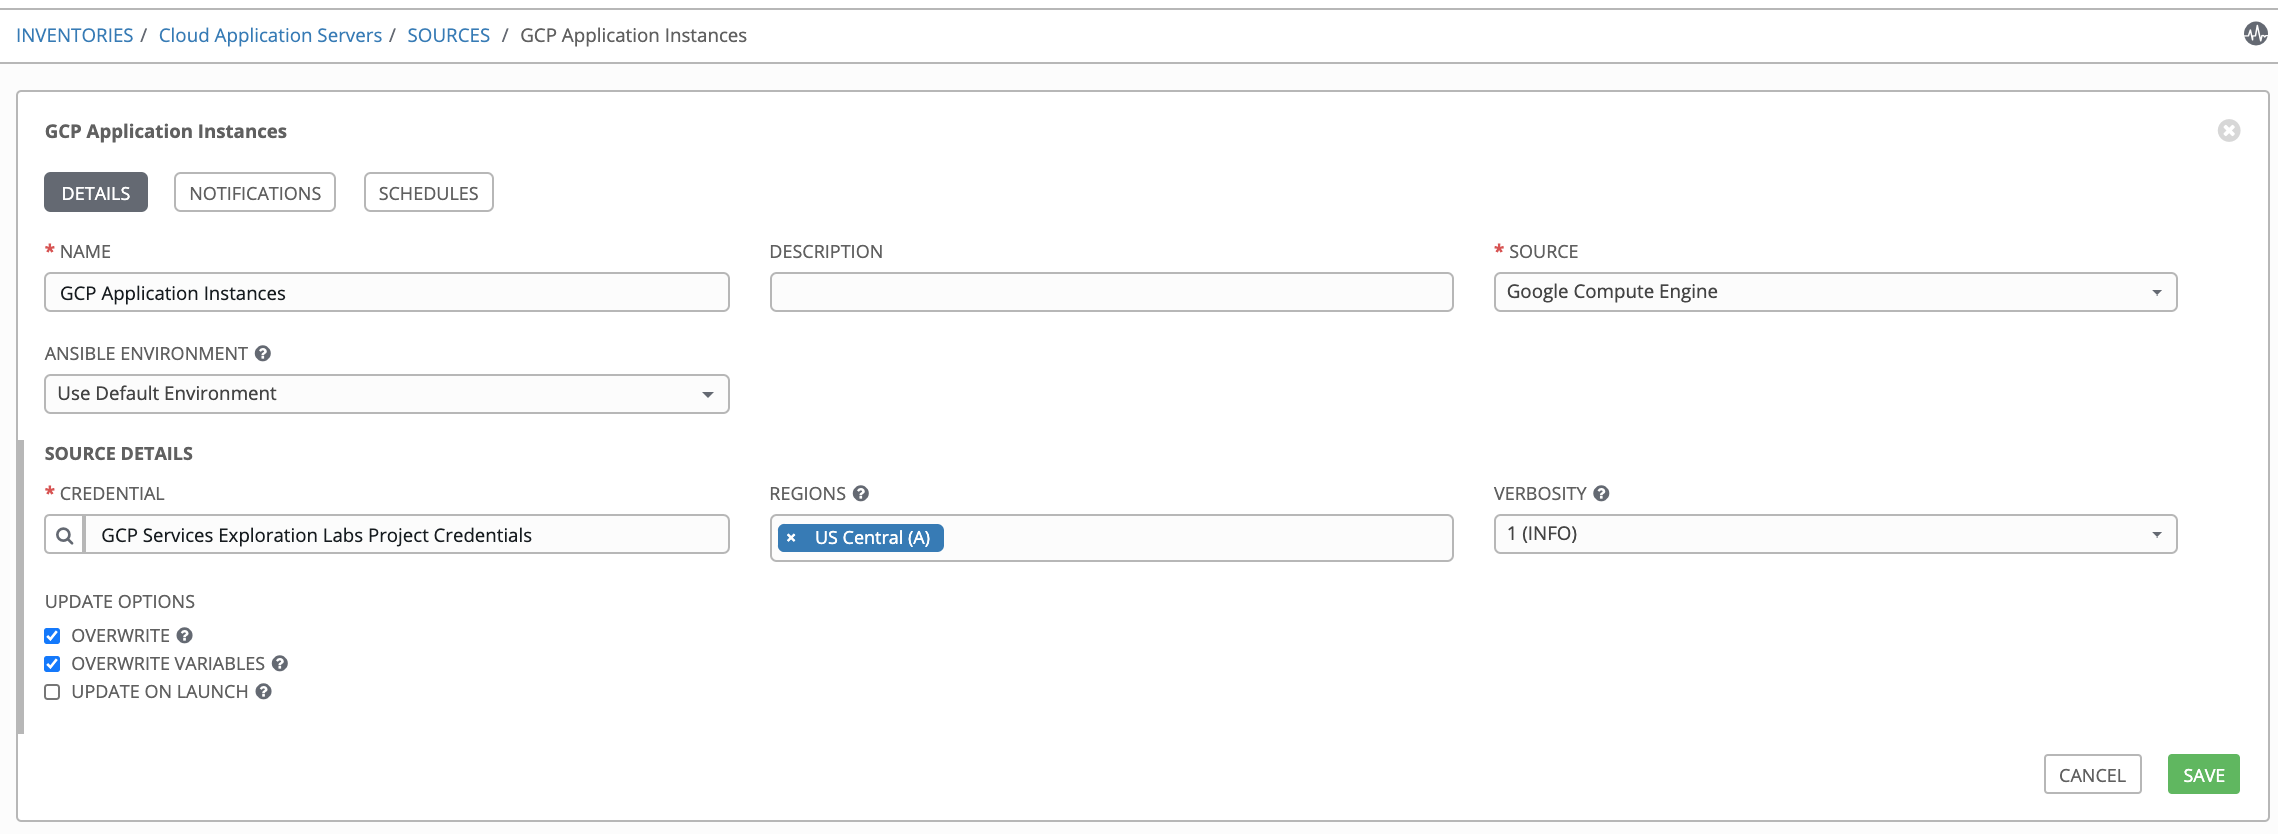 INVENTORIES / Cloud Application Servers / SOURCES / GCP Application Instances
GCP Application Instances
DETAILS NOTIFICATIONS SCHEDULES
* NAME DESCRIPTION * SOURCE
GCP Application Instances Google Compute Engine
ANSIBLE ENVIRONMENT ?
Use Default Environment
SOURCE DETAILS
* CREDENTIAL REGIONS ? VERBOSITY ?
GCP Services Exploration Labs Project Credentials × US Central (A) 1 (INFO)
UPDATE OPTIONS
OVERWRITE ?
OVERWRITE VARIABLES ?
UPDATE ON LAUNCH ?
CANCEL SAVE